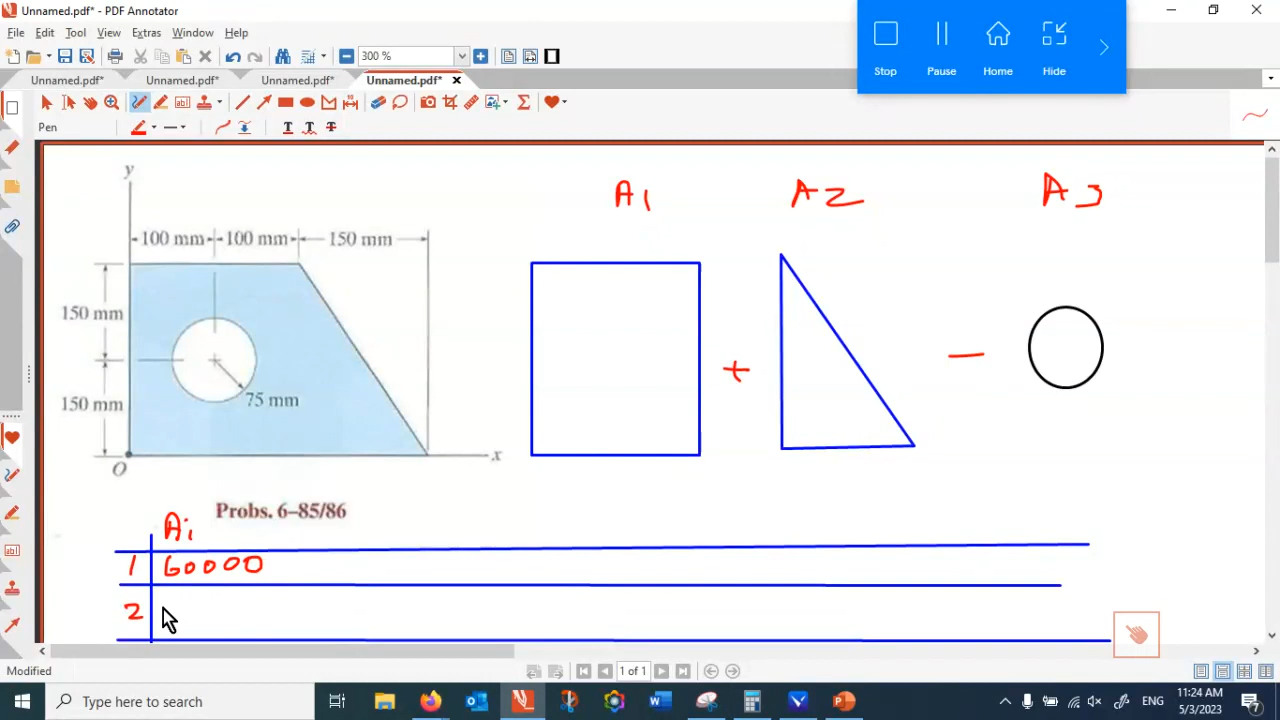 Unnamed.pdf* - PDF Annotator
File Edit Tool View Extras Window Help
300 %
Unnamed.pdf* Unnamed.pdf* Unnamed.pdf* Unnamed.pdf*
Pen
Stop Pause Home Hide
A1 A2 A3
y
100 mm 100 mm 150 mm
150 mm
+ −
150 mm
75 mm
O x
Probs. 6–85/86
Ai
1 60000
2
1 of 1
Modified
Type here to search
ENG
11:24 AM
5/3/2023
7